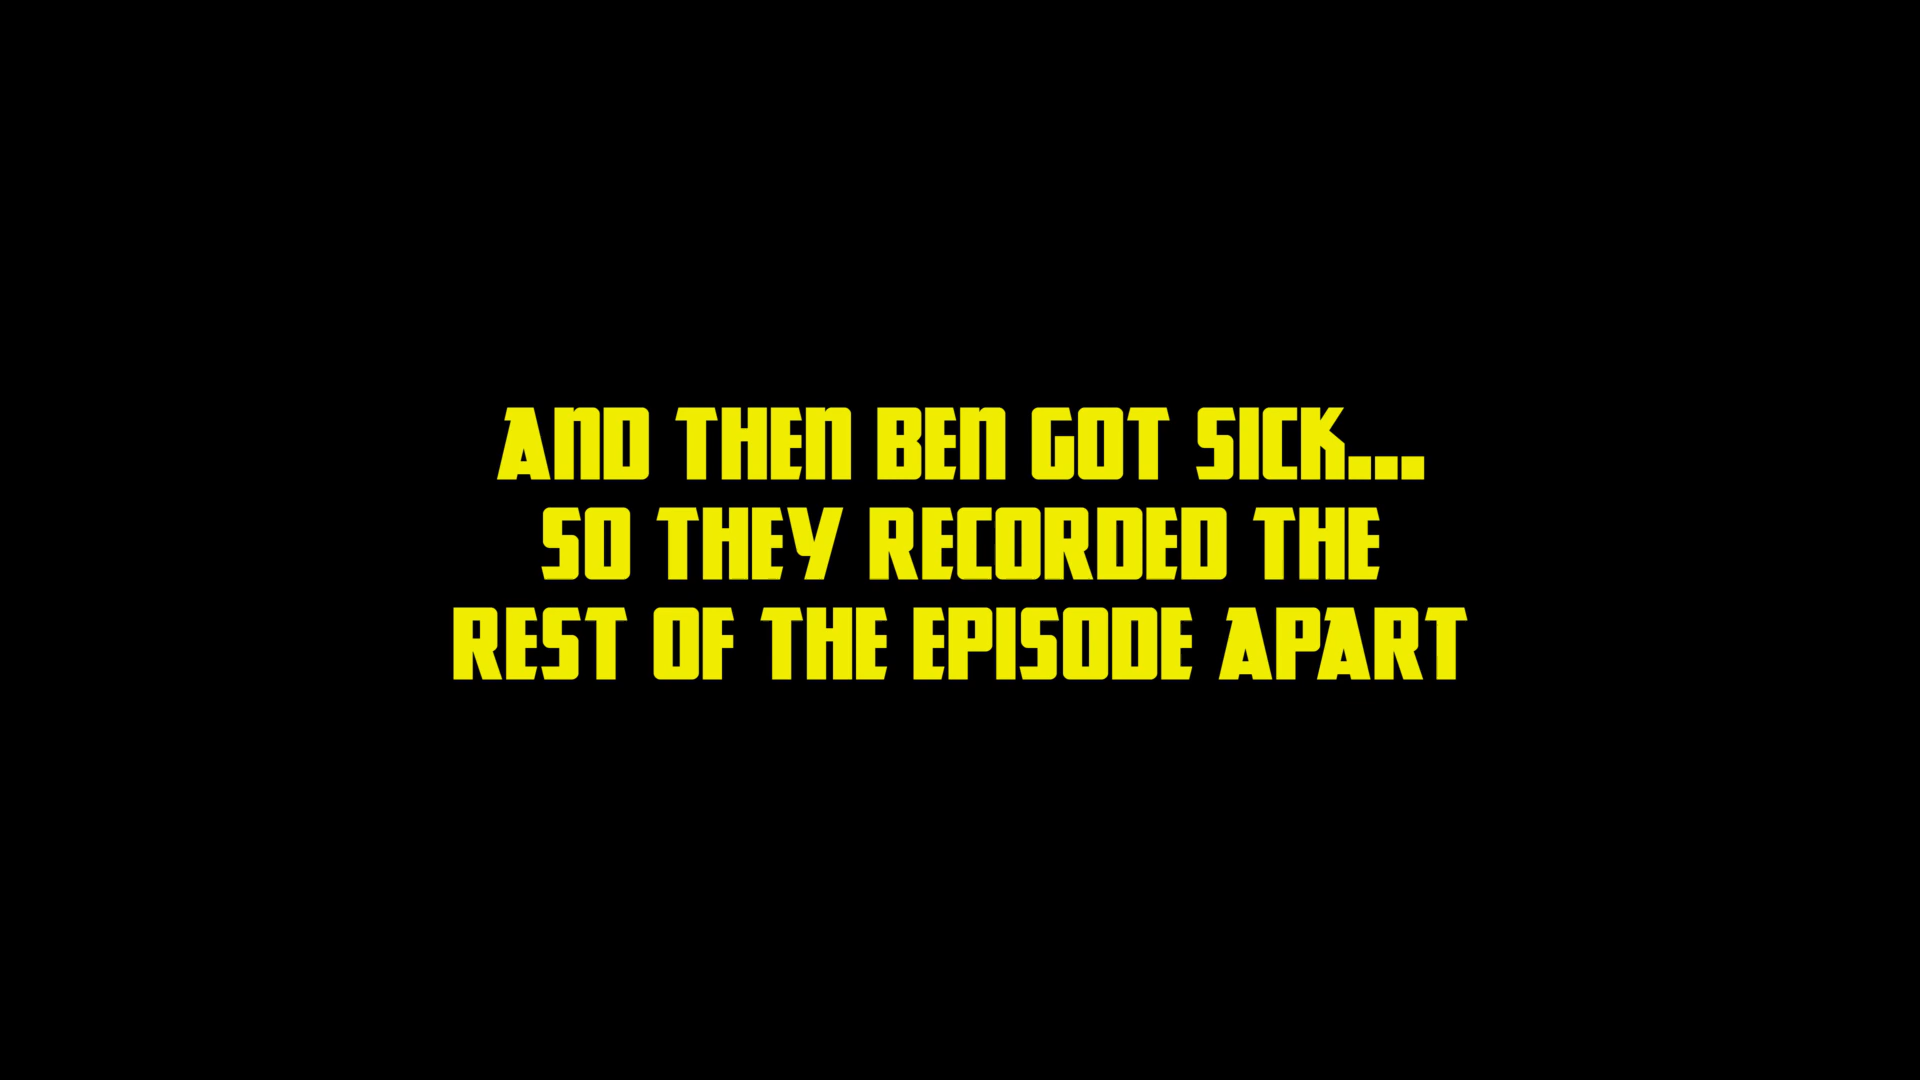 AND THEN BEN GOT SICK...
SO THEY RECORDED THE
REST OF THE EPISODE APART